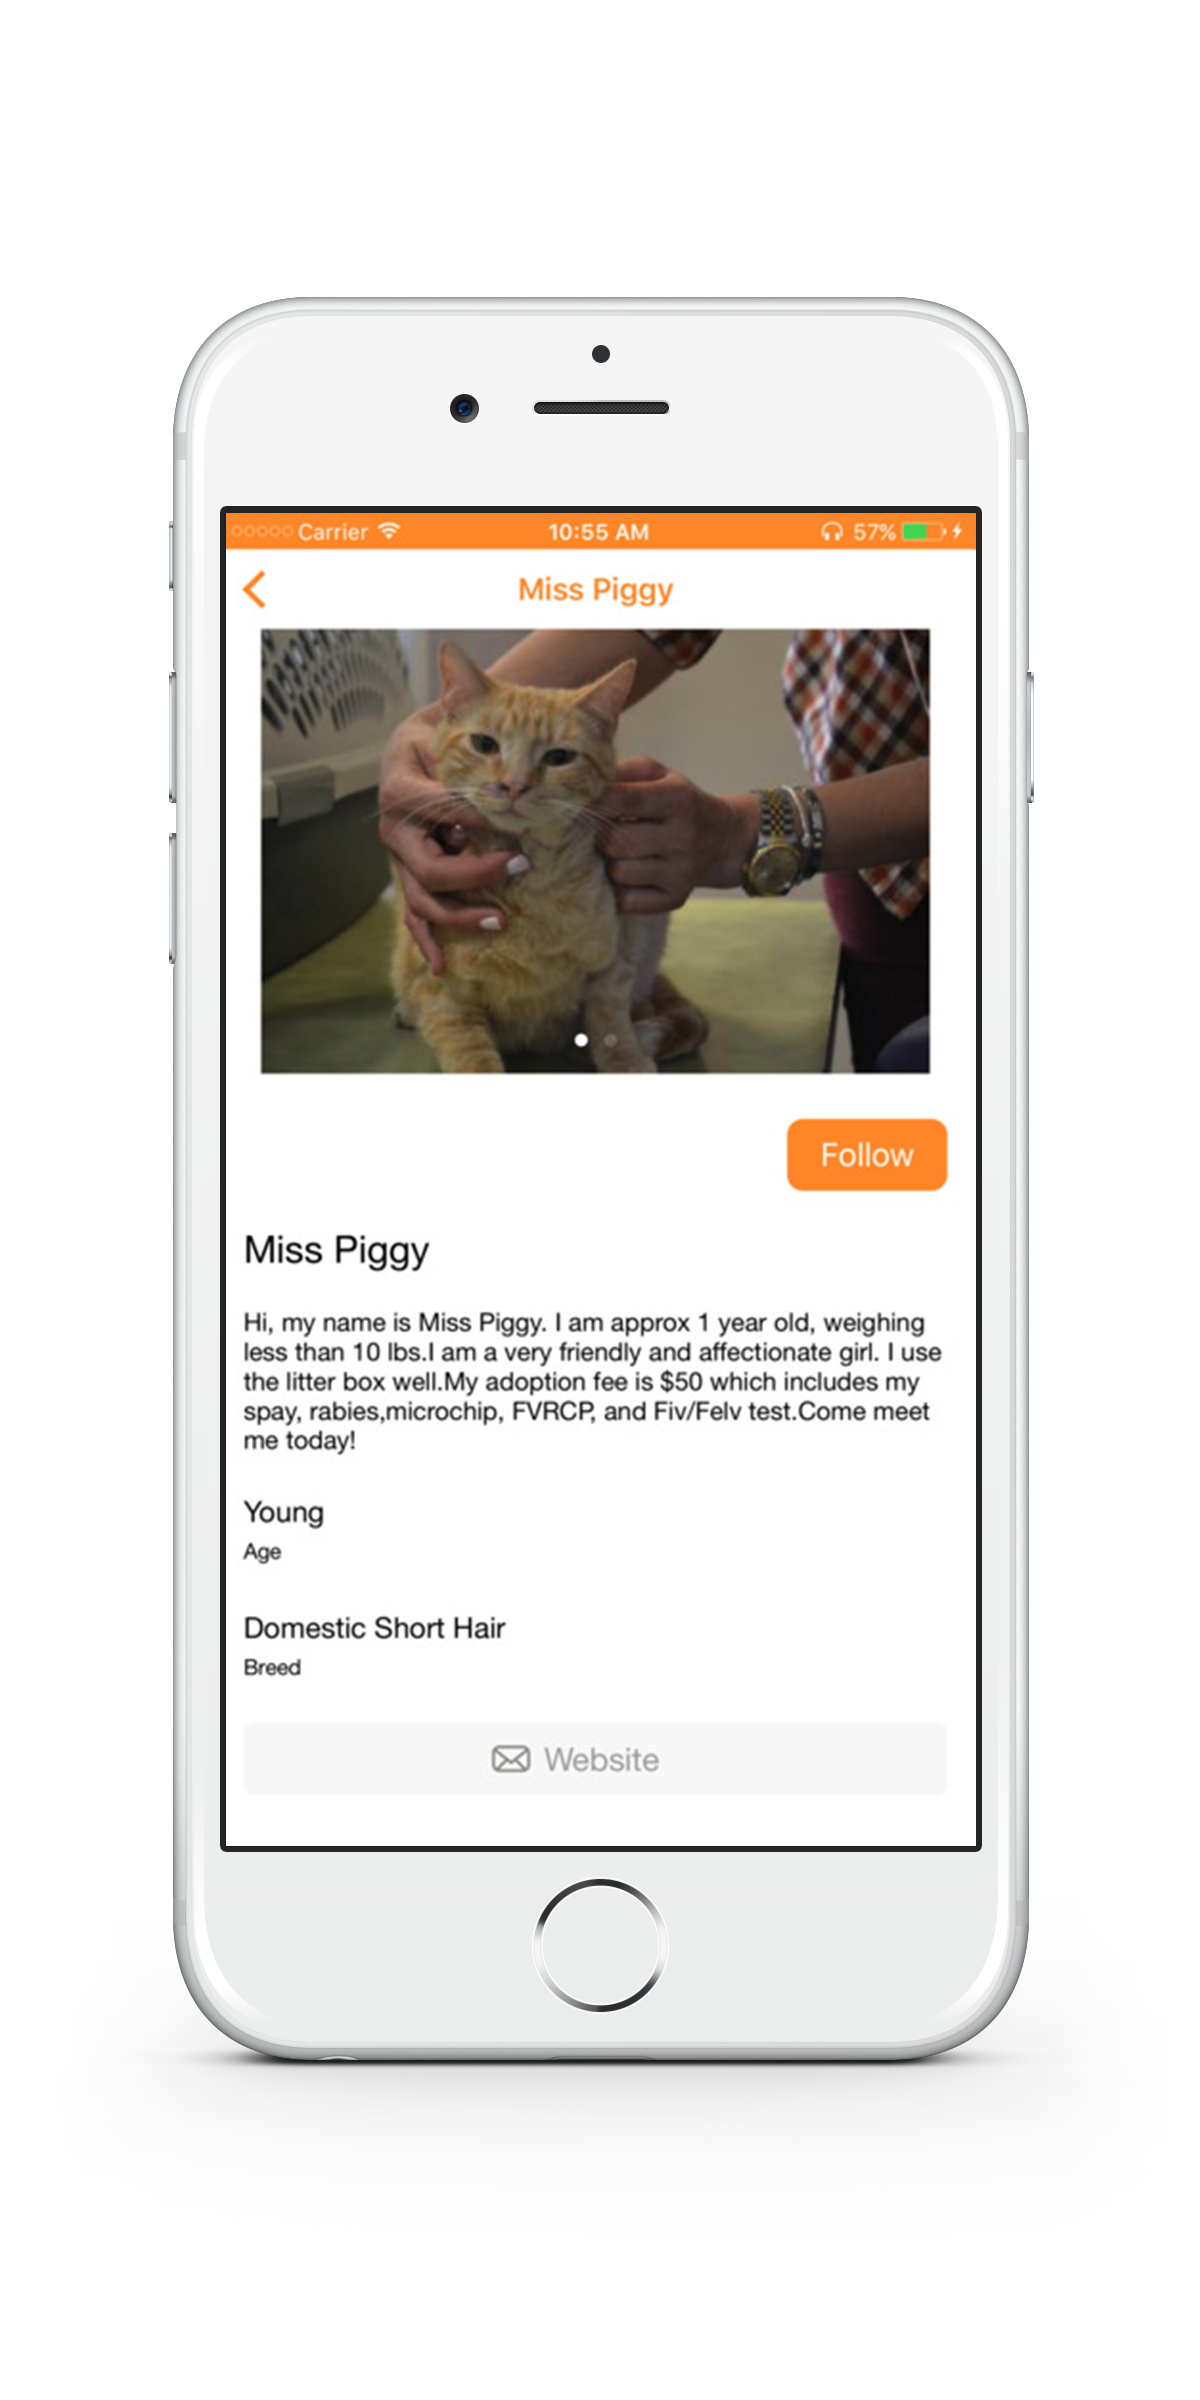 Carrier 10:55 AM 57%
Miss Piggy
Follow
Miss Piggy
Hi, my name is Miss Piggy. I am approx 1 year old, weighing
less than 10 lbs.I am a very friendly and affectionate girl. I use
the litter box well.My adoption fee is $50 which includes my
spay, rabies,microchip, FVRCP, and Fiv/Felv test.Come meet
me today!
Young
Age
Domestic Short Hair
Breed
Website